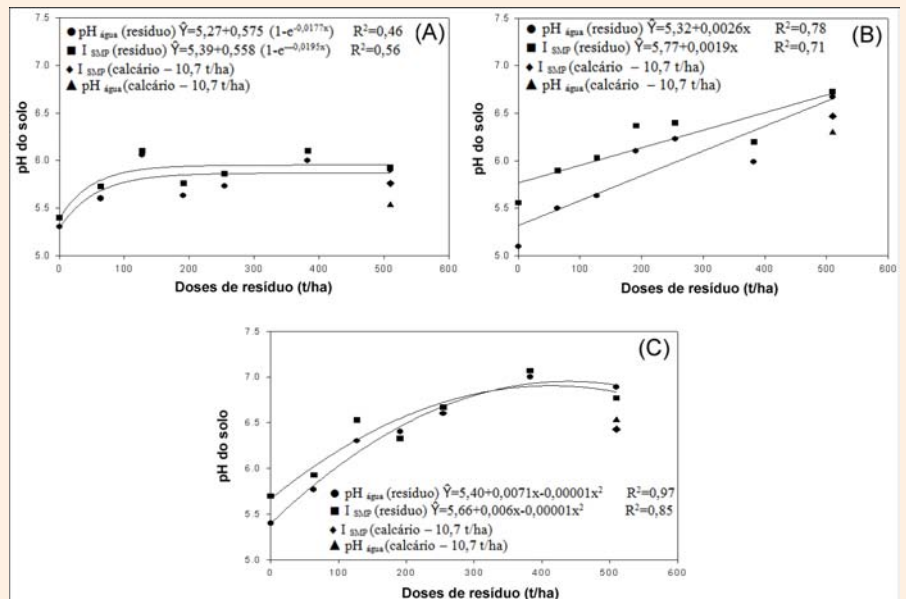 pH água (resíduo) Ŷ=5,27+0,575 (1-e^-0,0177x) R²=0,46 (A)
I SMP (resíduo) Ŷ=5,39+0,558 (1-e^—0,0195x) R²=0,56
I SMP (calcário – 10,7 t/ha)
pH água (calcário – 10,7 t/ha)
7.0
6.5
6.0
5.5
5.0
pH do solo
0 100 200 300 400 500 600
Doses de resíduo (t/ha)
pH água (resíduo) Ŷ=5,32+0,0026x R²=0,78 (B)
I SMP (resíduo) Ŷ=5,77+0,0019x R²=0,71
I SMP (calcário – 10,7 t/ha)
pH água (calcário – 10,7 t/ha)
7.5
7.0
6.5
6.0
5.5
5.0
pH do solo
0 100 200 300 400 500 600
Doses de resíduo (t/ha)
(C)
7.5
7.0
6.5
6.0
5.5
5.0
pH do solo
pH água (resíduo) Ŷ=5,40+0,0071x-0,00001x² R²=0,97
I SMP (resíduo) Ŷ=5,66+0,006x-0,00001x² R²=0,85
I SMP (calcário – 10,7 t/ha)
pH água (calcário – 10,7 t/ha)
0 100 200 300 400 500 600
Doses de resíduo (t/ha)